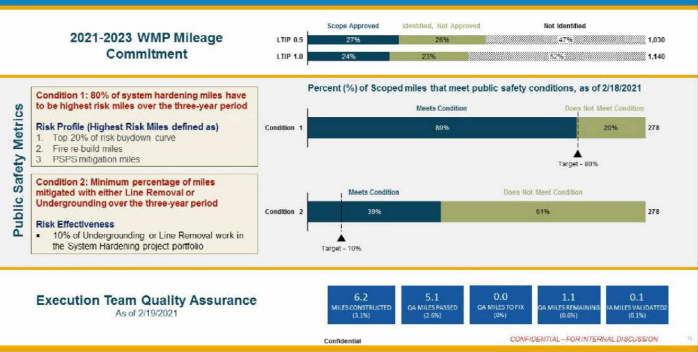 2021-2023 WMP Mileage
Commitment
Scope Approved Identified, Not Approved Not Identified
LTIP 0.5 27% 26% 47% 1,030
LTIP 1.0 24% 23% 52% 1,140
Public Safety Metrics
Condition 1: 80% of system hardening miles have
to be highest risk miles over the three-year period
Risk Profile (Highest Risk Miles defined as)
1. Top 20% of risk buydown curve
2. Fire re-build miles
3. PSPS mitigation miles
Condition 2: Minimum percentage of miles
mitigated with either Line Removal or
Undergrounding over the three-year period
Risk Effectiveness
▪ 10% of Undergrounding or Line Removal work in
the System Hardening project portfolio
Percent (%) of Scoped miles that meet public safety conditions, as of 2/18/2021
Meets Condition Does Not Meet Condition
Condition 1 80% 20% 278
Target - 80%
Meets Condition Does Not Meet Condition
Condition 2 39% 61% 278
Target - 10%
Execution Team Quality Assurance
As of 2/19/2021
6.2
MILES CONSTRUCTED
(3.1%)
5.1
QA MILES PASSED
(2.6%)
0.0
QA MILES TO FIX
(0%)
1.1
QA MILES REMAINING
(0.6%)
0.1
IA MILES VALIDATED2
(0.1%)
Confidential
CONFIDENTIAL - FOR INTERNAL DISCUSSION